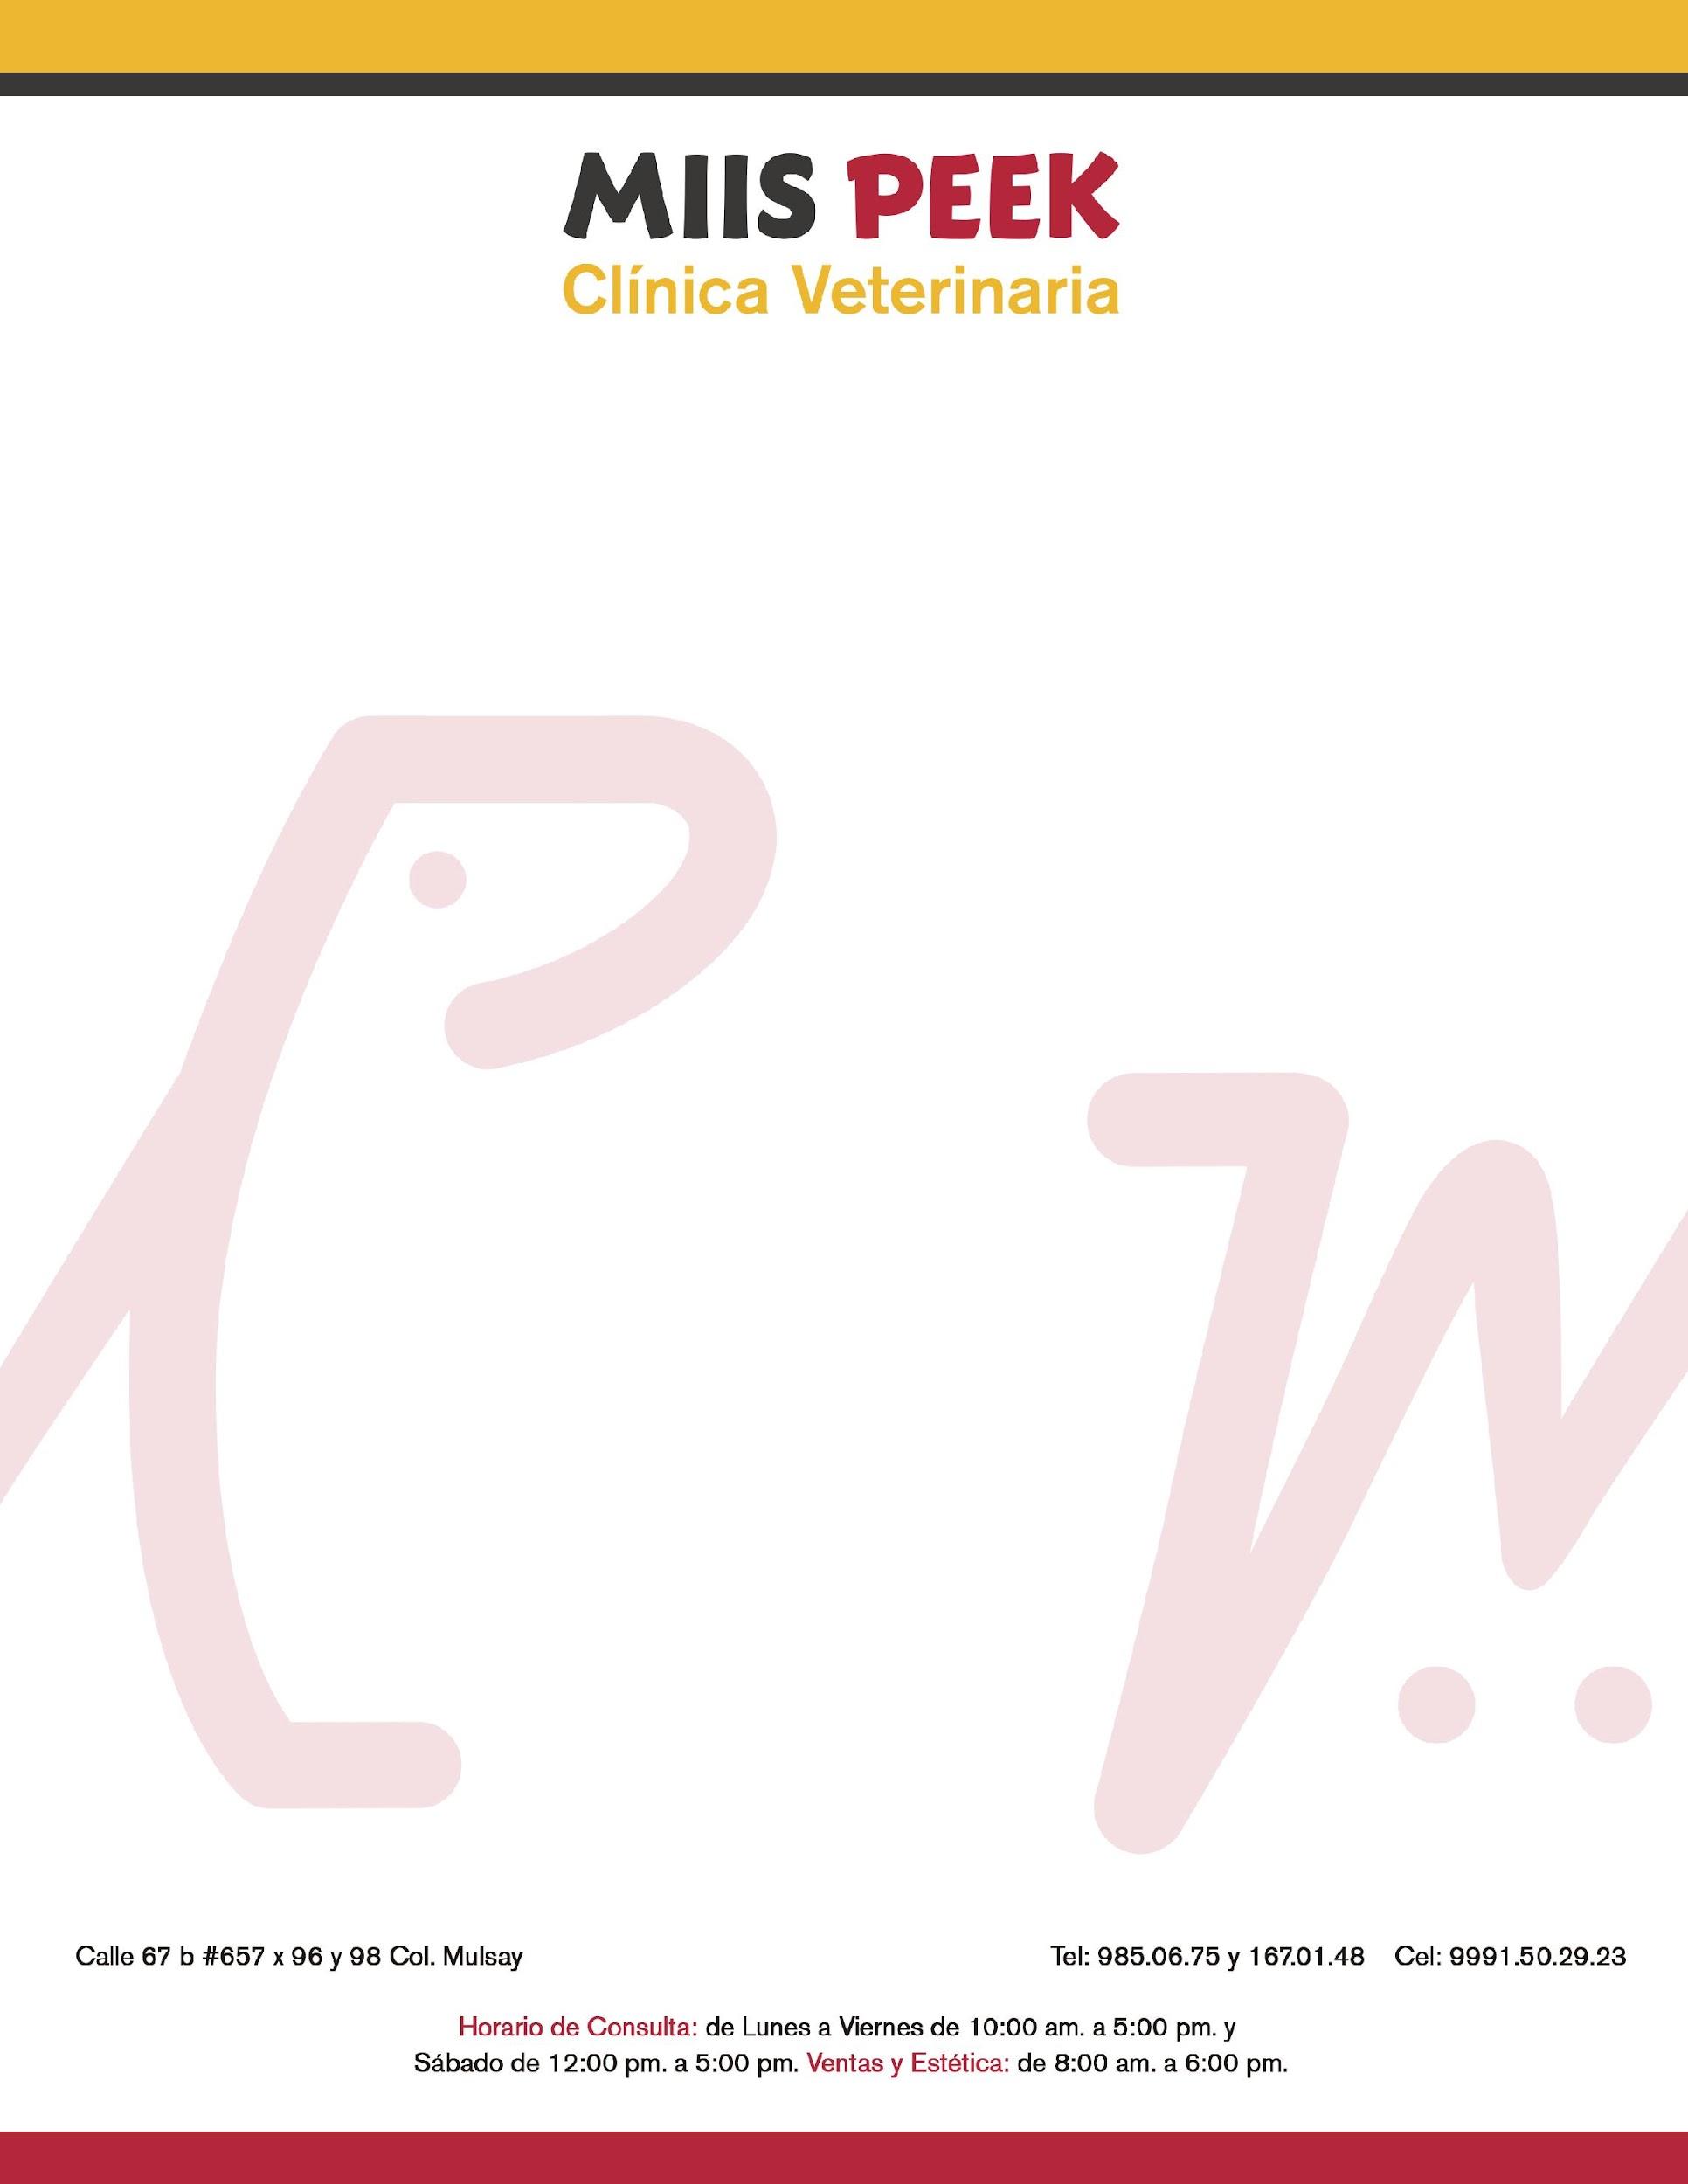 MIIS PEEK
Clínica Veterinaria
Calle 67 b #657 x 96 y 98 Col. Mulsay
Tel: 985.06.75 y 167.01.48 Cel: 9991.50.29.23
Horario de Consulta: de Lunes a Viernes de 10:00 am. a 5:00 pm. y
Sábado de 12:00 pm. a 5:00 pm. Ventas y Estética: de 8:00 am. a 6:00 pm.